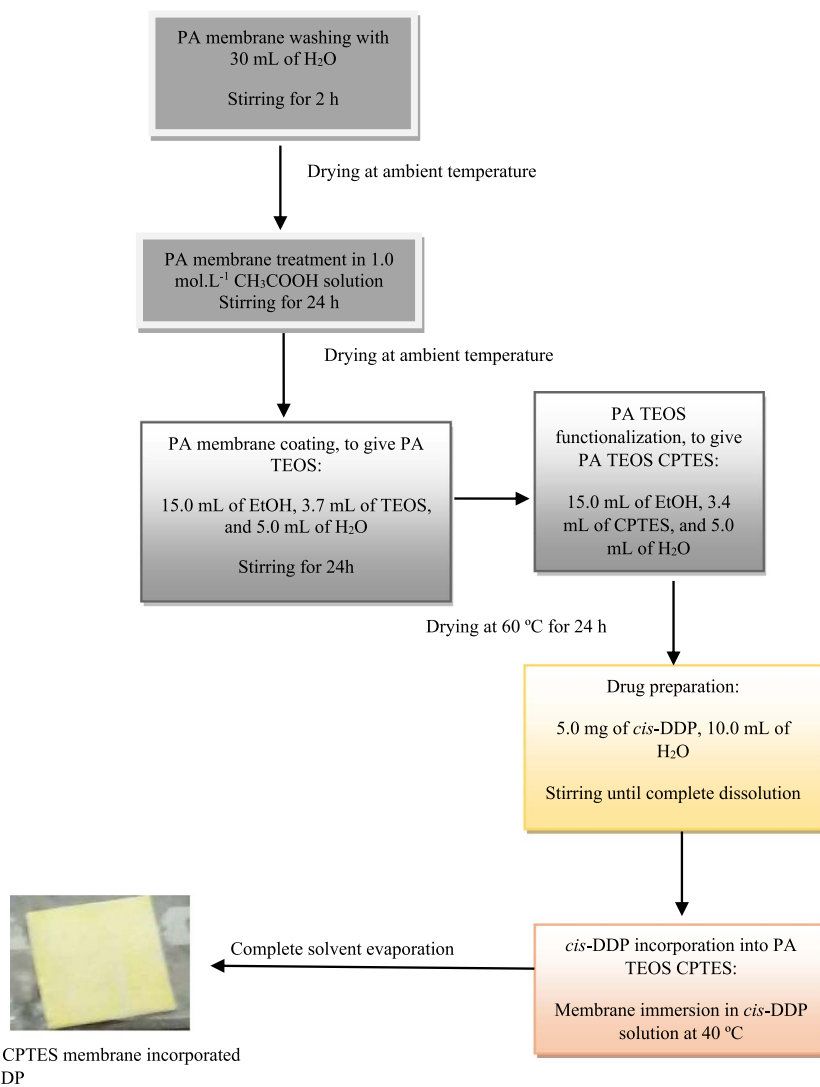 PA membrane washing with
30 mL of H₂O
Stirring for 2 h
Drying at ambient temperature
PA membrane treatment in 1.0
mol.L⁻¹ CH₃COOH solution
Stirring for 24 h
Drying at ambient temperature
PA membrane coating, to give PA
TEOS:
15.0 mL of EtOH, 3.7 mL of TEOS,
and 5.0 mL of H₂O
Stirring for 24h
PA TEOS
functionalization, to give
PA TEOS CPTES:
15.0 mL of EtOH, 3.4
mL of CPTES, and 5.0
mL of H₂O
Drying at 60 ºC for 24 h
Drug preparation:
5.0 mg of cis-DDP, 10.0 mL of
H₂O
Stirring until complete dissolution
cis-DDP incorporation into PA
TEOS CPTES:
Membrane immersion in cis-DDP
solution at 40 ºC
Complete solvent evaporation
CPTES membrane incorporated
DP